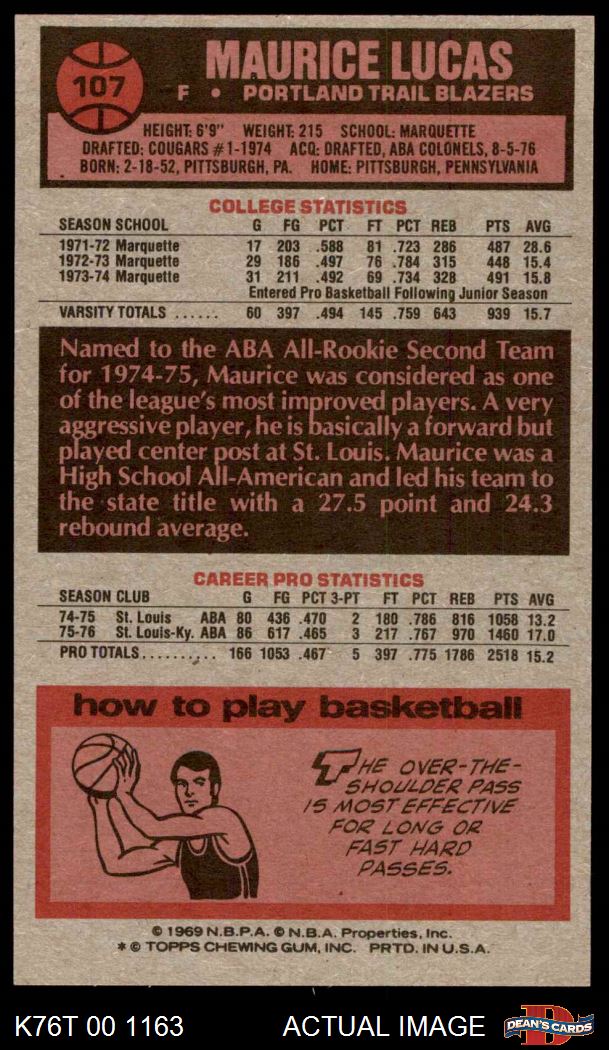 107
MAURICE LUCAS
F • PORTLAND TRAIL BLAZERS
HEIGHT: 6'9" WEIGHT: 215 SCHOOL: MARQUETTE
DRAFTED: COUGARS #1-1974 ACQ: DRAFTED, ABA COLONELS, 8-5-76
BORN: 2-18-52, PITTSBURGH, PA. HOME: PITTSBURGH, PENNSYLVANIA
COLLEGE STATISTICS
SEASON SCHOOL G FG PCT FT PCT REB PTS AVG
1971-72 Marquette 17 203 .588 81 .723 286 487 28.6
1972-73 Marquette 29 186 .497 76 .784 315 448 15.4
1973-74 Marquette 31 211 .492 69 .734 328 491 15.8
Entered Pro Basketball Following Junior Season
VARSITY TOTALS ...... 60 397 .494 145 .759 643 939 15.7
Named to the ABA All-Rookie Second Team
for 1974-75, Maurice was considered as one
of the league's most improved players. A very
aggressive player, he is basically a forward but
played center post at St. Louis. Maurice was a
High School All-American and led his team to
the state title with a 27.5 point and 24.3
rebound average.
CAREER PRO STATISTICS
SEASON CLUB G FG PCT 3-PT FT PCT REB PTS AVG
74-75 St. Louis ABA 80 436 .470 2 180 .786 816 1058 13.2
75-76 St. Louis-Ky. ABA 86 617 .465 3 217 .767 970 1460 17.0
PRO TOTALS.......... 166 1053 .467 5 397 .775 1786 2518 15.2
how to play basketball
THE OVER-THE-
SHOULDER PASS
IS MOST EFFECTIVE
FOR LONG OR
FAST HARD
PASSES.
© 1969 N.B.P.A. © N.B.A. Properties, Inc.
* © TOPPS CHEWING GUM, INC. PRTD. IN U.S.A.
K76T 00 1163 ACTUAL IMAGE
D
DEAN'S CARDS